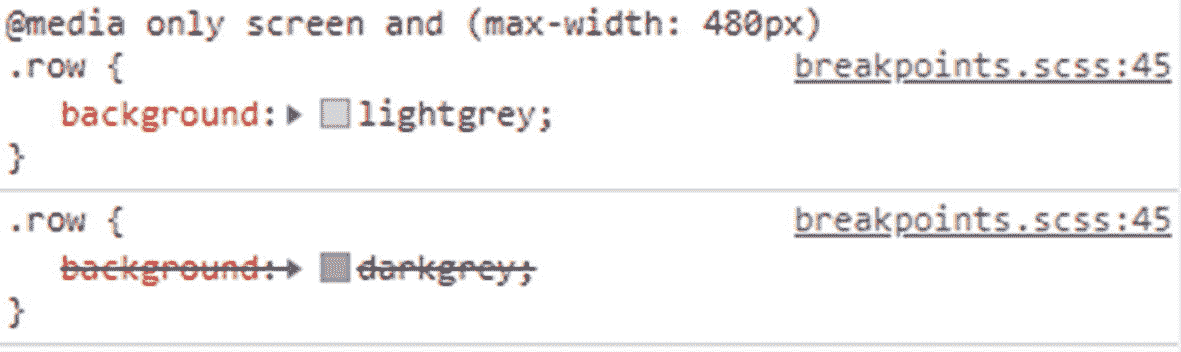 @media only screen and (max-width: 480px)
.row { breakpoints.scss:45
background: lightgrey;
}
.row { breakpoints.scss:45
background: darkgrey;
}